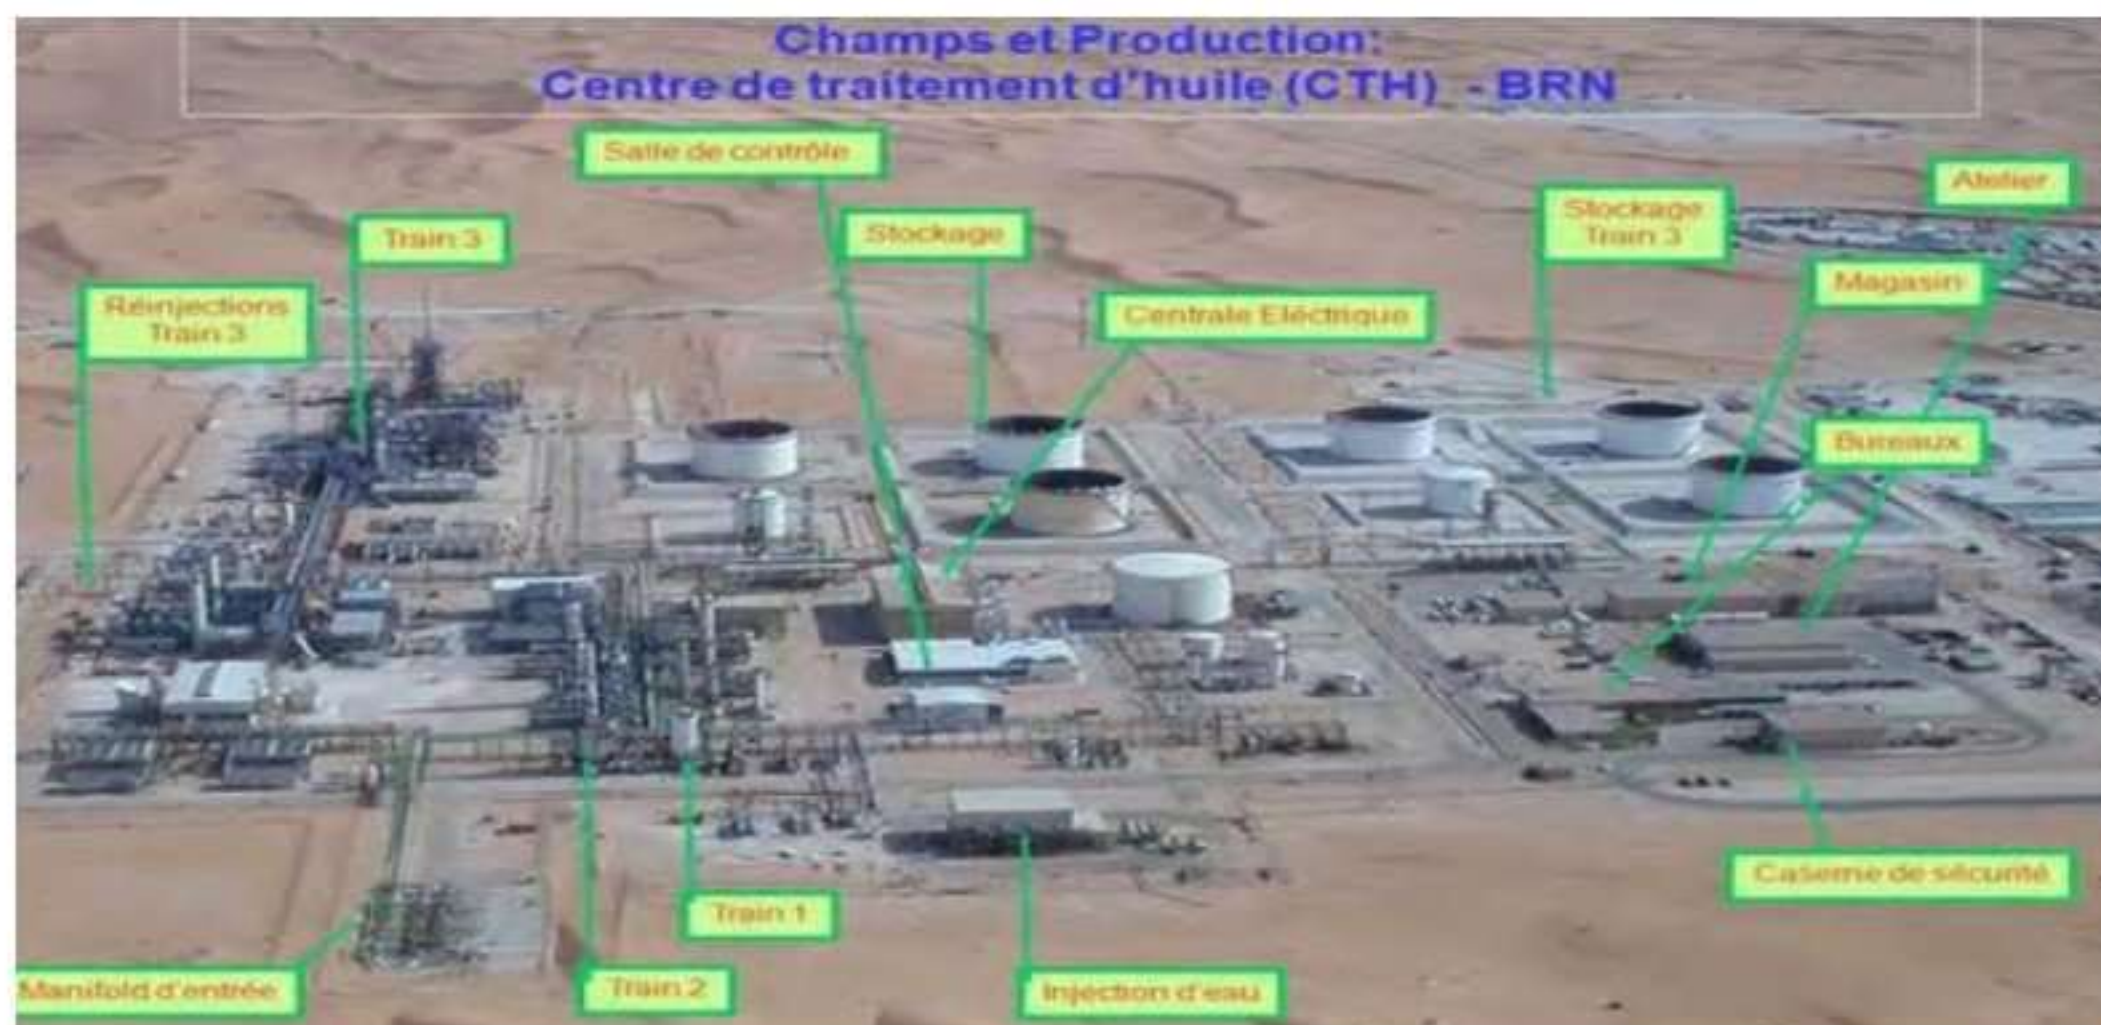 Champs et Production:
Centre de traitement d'huile (CTH) - BRN
Salle de contrôle
Atelier
Stockage
Train 3
Train 3
Stockage
Magasin
Réinjections
Train 3
Centrale Eléctrique
Bureaux
Caserne de sécurité
Train 1
Manifold d'entrée
Train 2
Injection d'eau